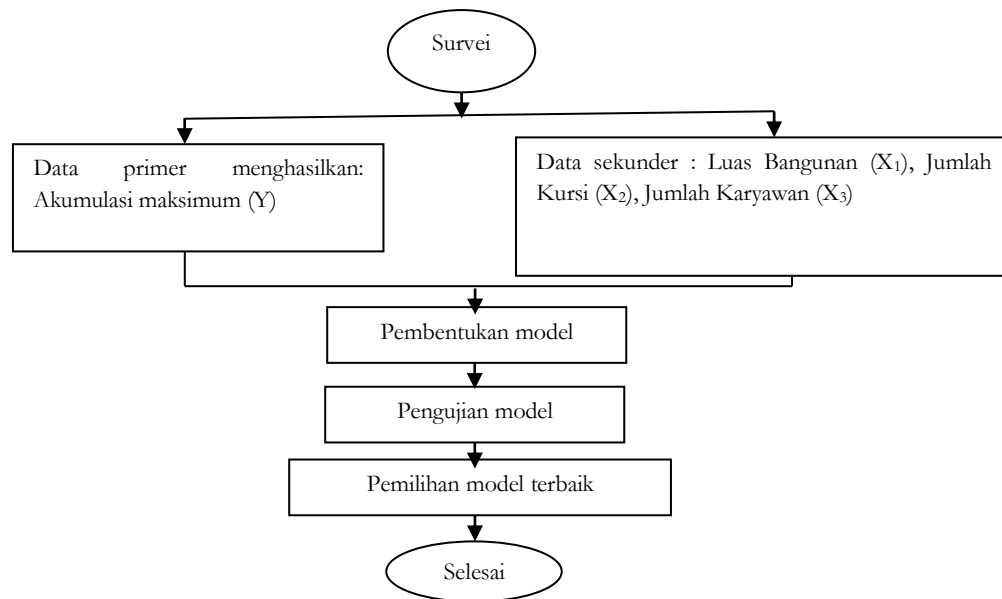 Survei
Data primer menghasilkan:
Akumulasi maksimum (Y)
Data sekunder : Luas Bangunan (X₁), Jumlah
Kursi (X₂), Jumlah Karyawan (X₃)
Pembentukan model
Pengujian model
Pemilihan model terbaik
Selesai